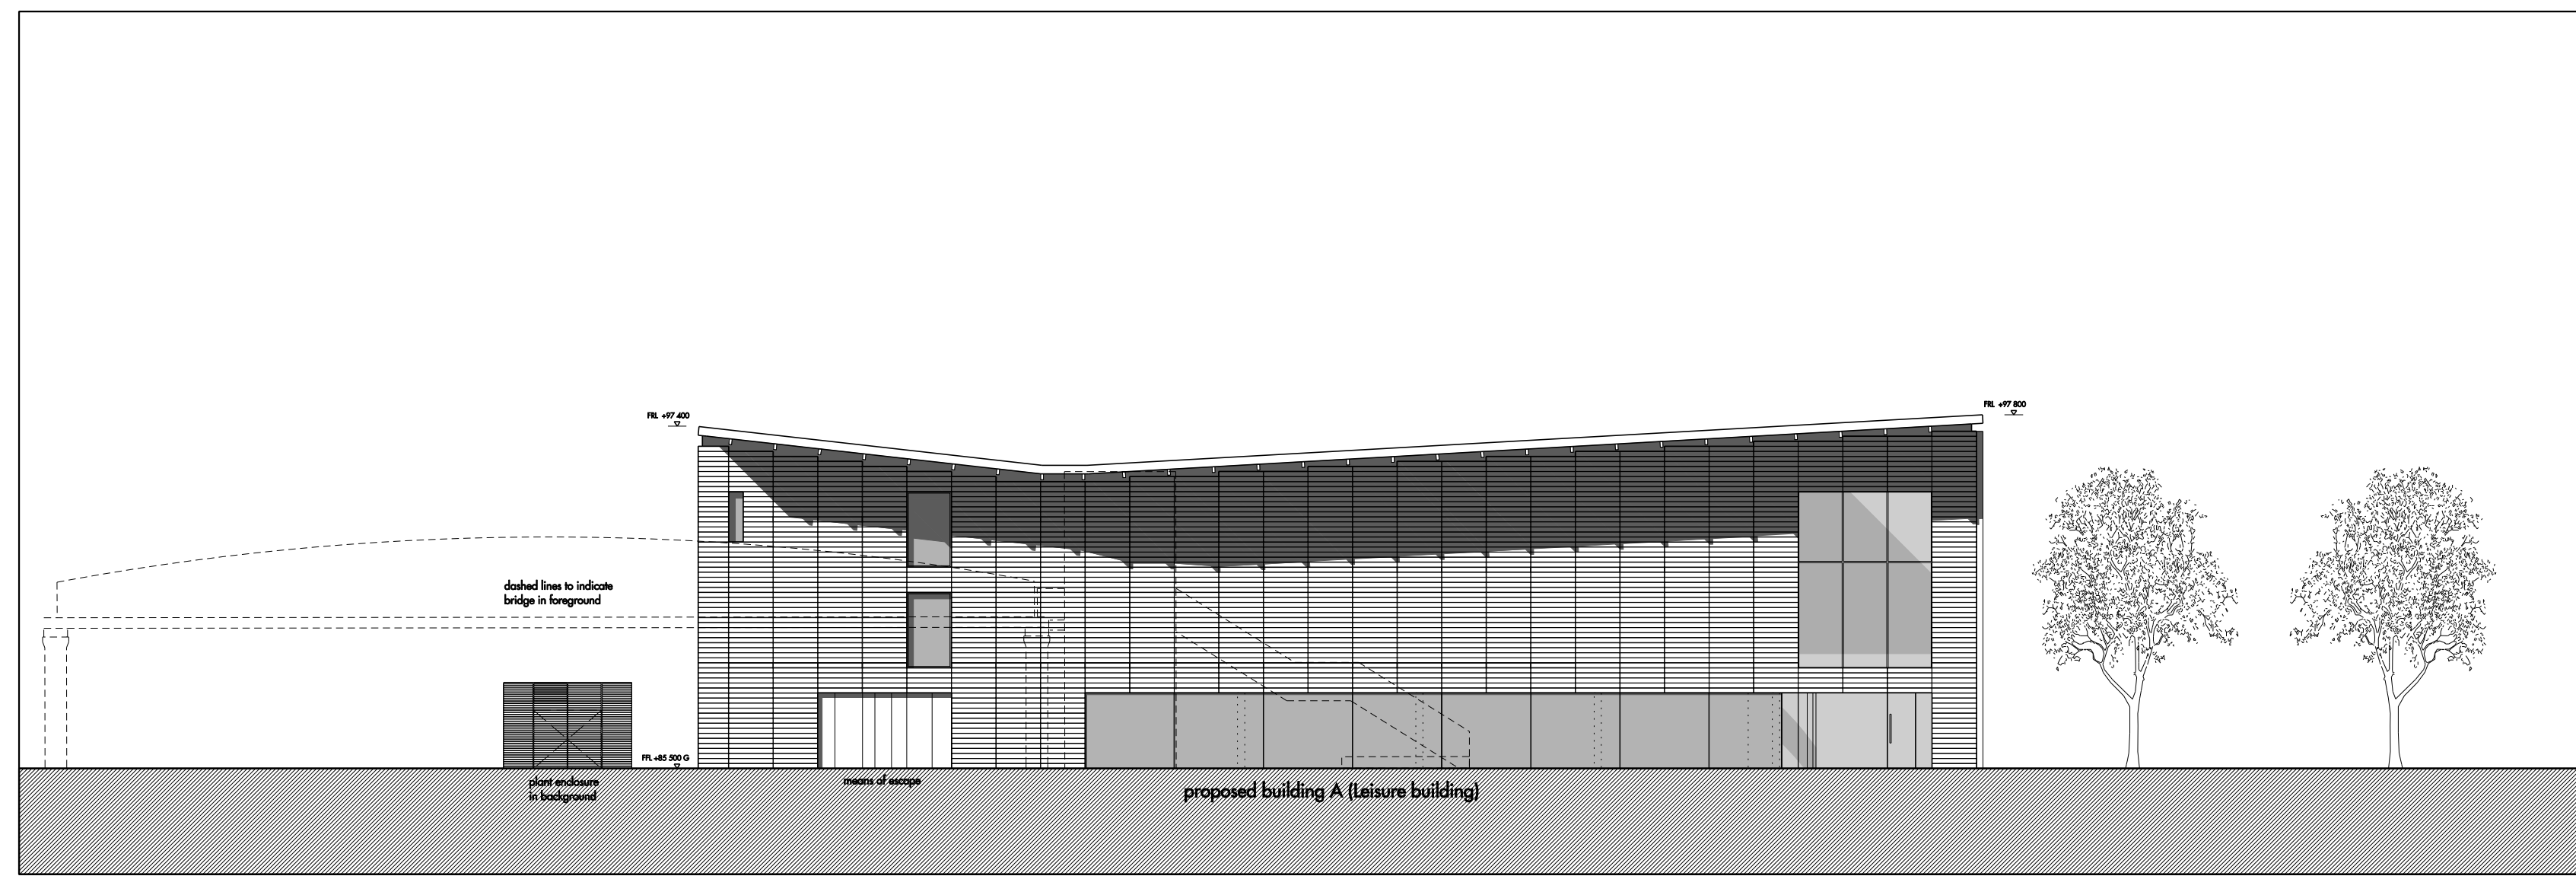 FRL +97 800
FRL +97 400
dashed lines to indicate
bridge in foreground
FFL +85 500 G
plant enclosure
in background
means of escape
proposed building A (Leisure building)